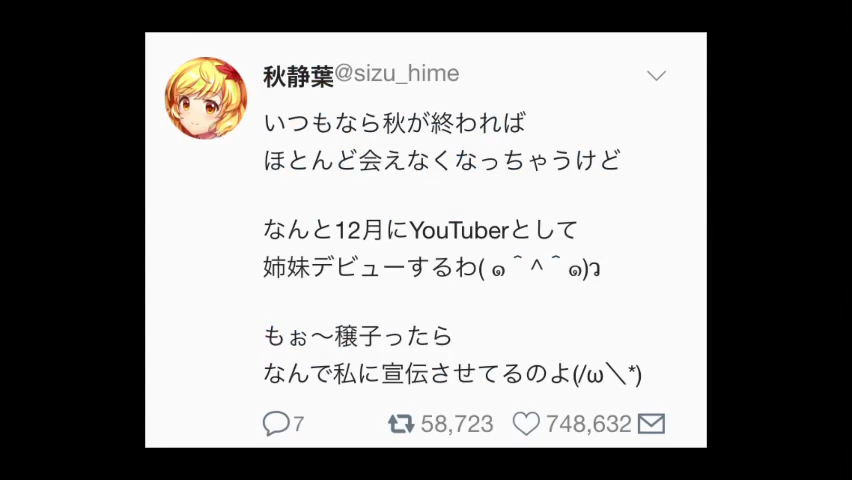 秋静葉@sizu_hime
いつもなら秋が終われば
ほとんど会えなくなっちゃうけど
なんと12月にYouTuberとして
姉妹デビューするわ( ๑＾^＾๑)ว
もぉ〜穣子ったら
なんで私に宣伝させてるのよ(/ω＼*)
7 58,723 748,632